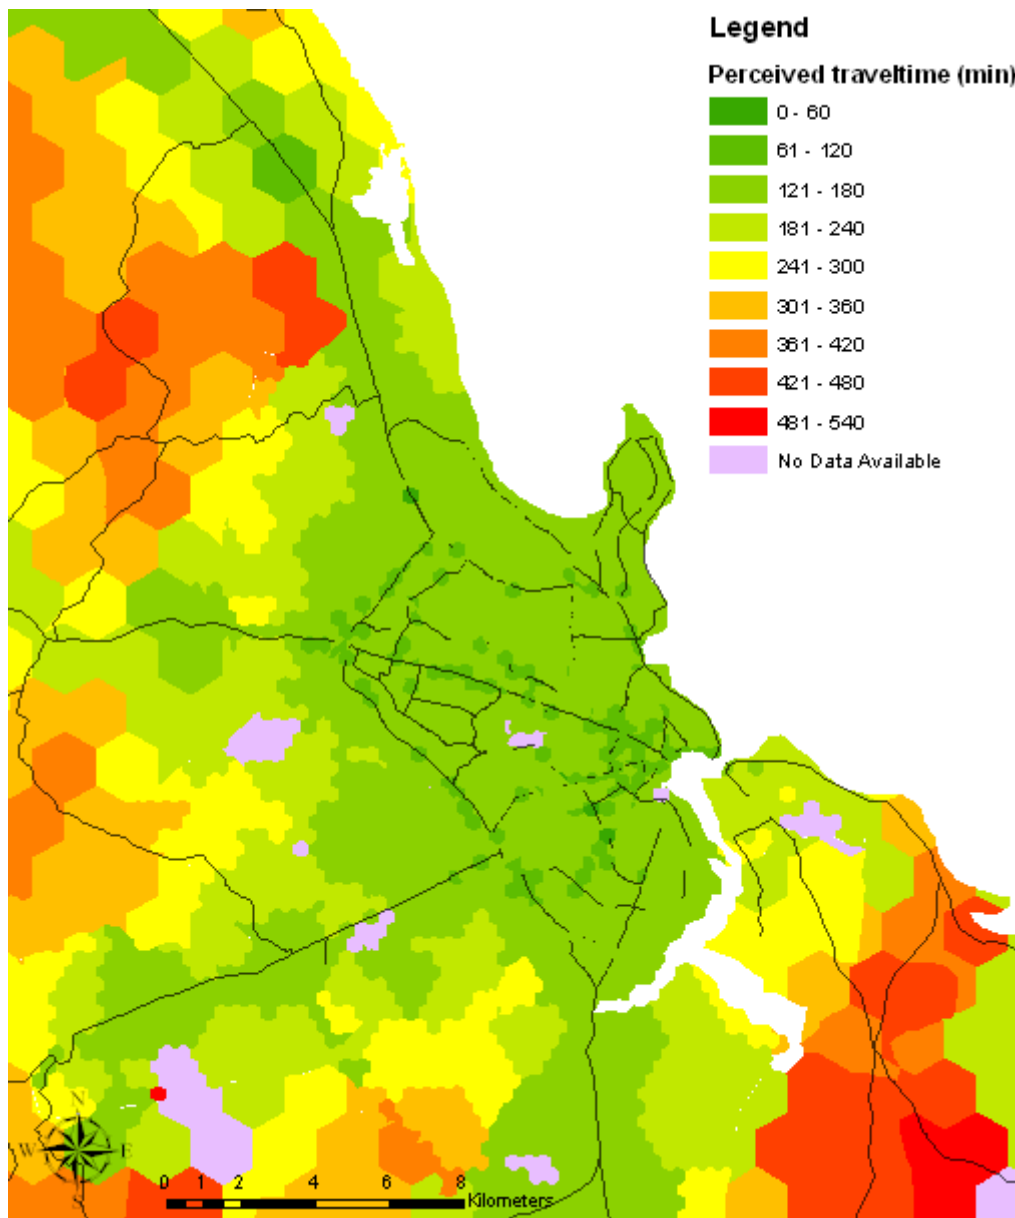 Legend
Perceived traveltime (min)
0 - 60
61 - 120
121 - 180
181 - 240
241 - 300
301 - 360
361 - 420
421 - 480
481 - 540
No Data Available
N
W E
S
0 1 2 4 6 8
Kilometers